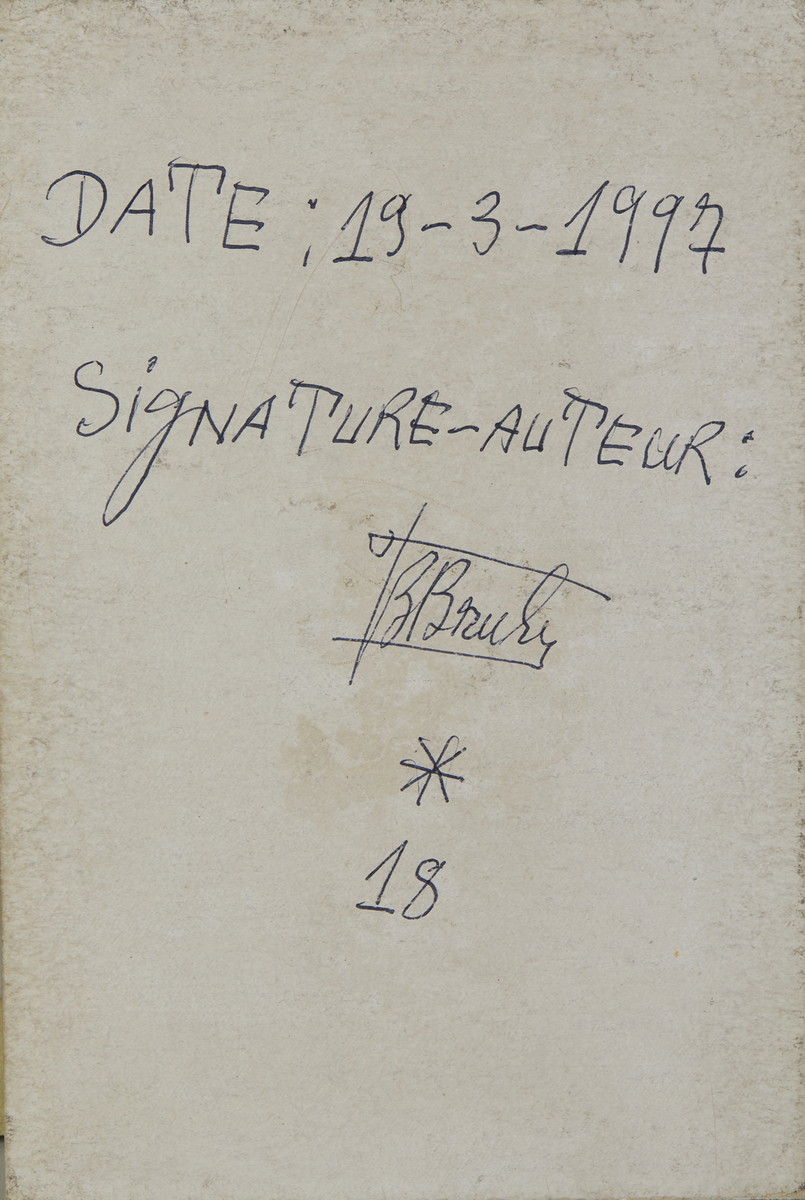 DATE : 19-3-1997
SIGNATURE-AUTEUR:
*
18